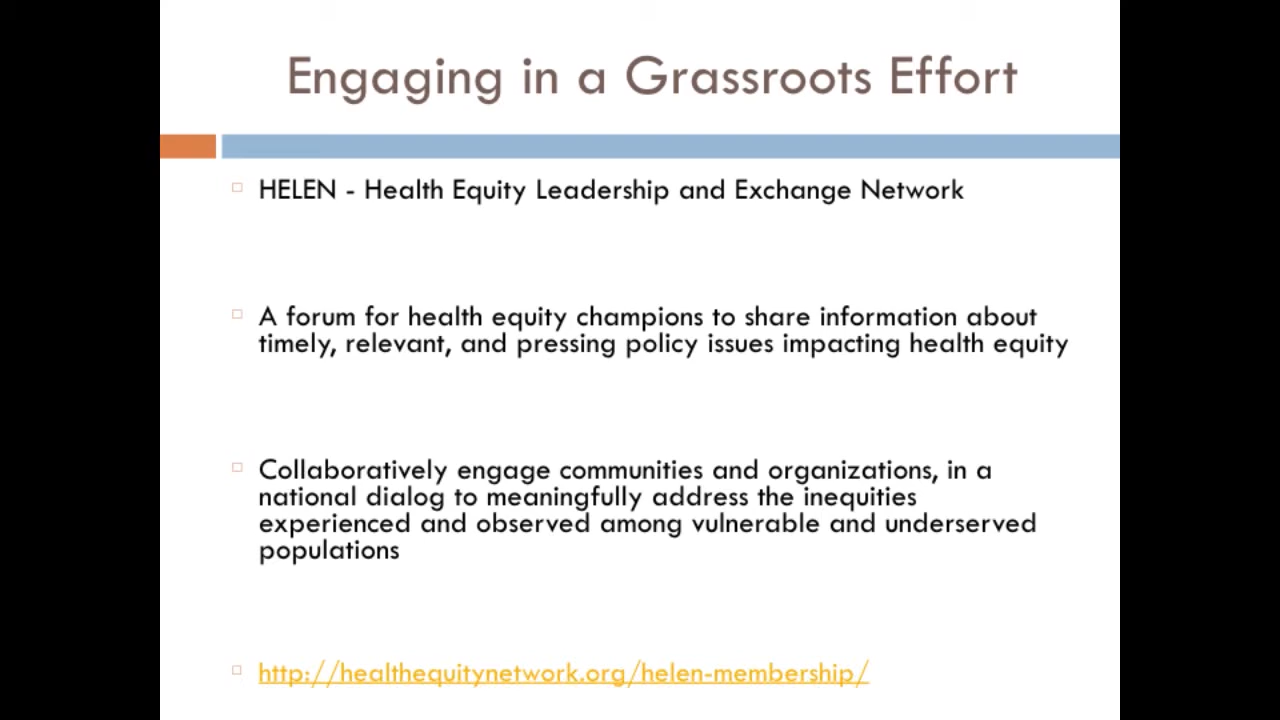 Engaging in a Grassroots Effort
HELEN - Health Equity Leadership and Exchange Network
A forum for health equity champions to share information about
timely, relevant, and pressing policy issues impacting health equity
Collaboratively engage communities and organizations, in a
national dialog to meaningfully address the inequities
experienced and observed among vulnerable and underserved
populations
http://healthequitynetwork.org/helen-membership/